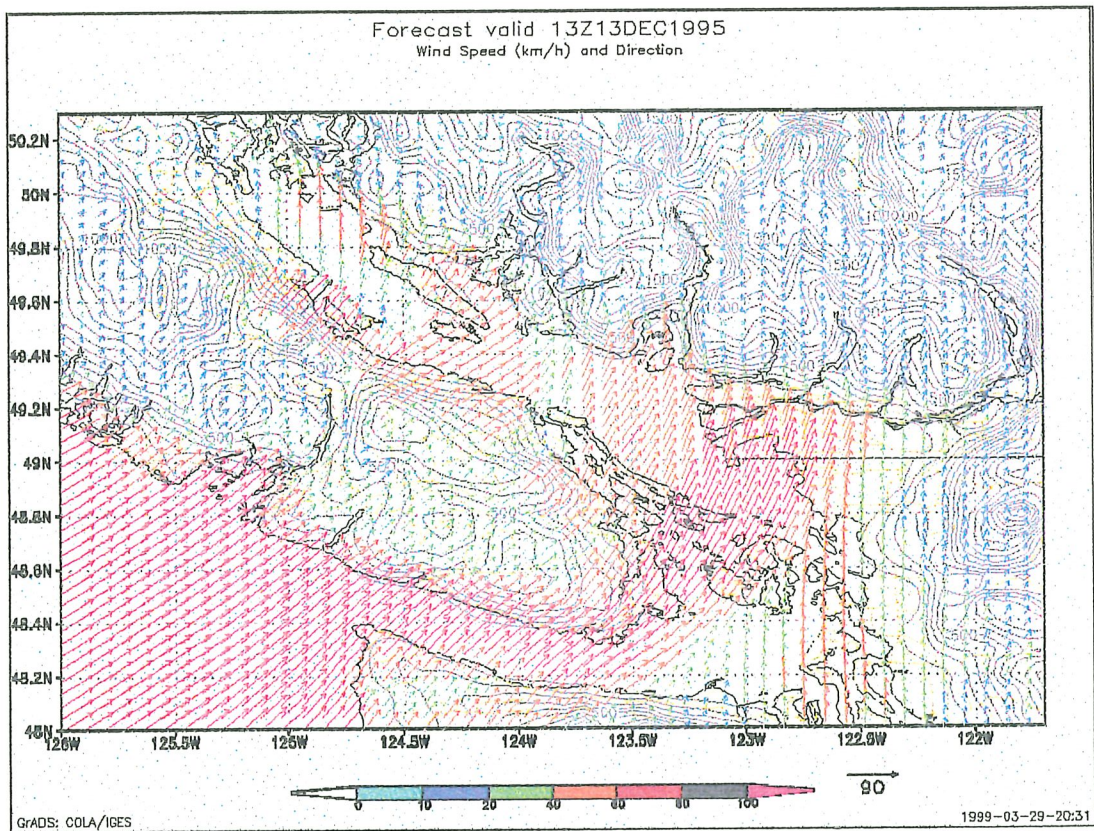 Forecast valid 13Z13DEC1995
Wind Speed (km/h) and Direction
50.2N
50N
49.8N
49.6N
49.4N
49.2N
49N
48.8N
48.6N
48.4N
48.2N
48N
126W 125.5W 125W 124.5W 124W 123.5W 123W 122.5W 122W
0 10 20 40 60 80 100
90
GrADS: COLA/IGES
1999-03-29-20:31